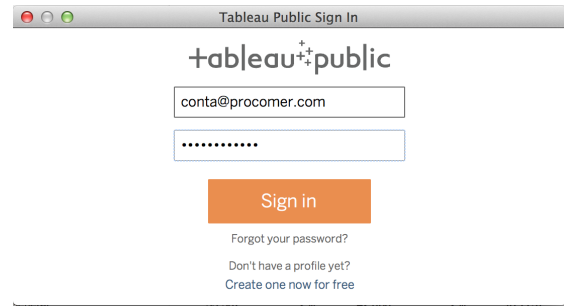 Tableau Public Sign In
+ableau public
conta@procomer.com
••••••••••••
Sign in
Forgot your password?
Don't have a profile yet?
Create one now for free